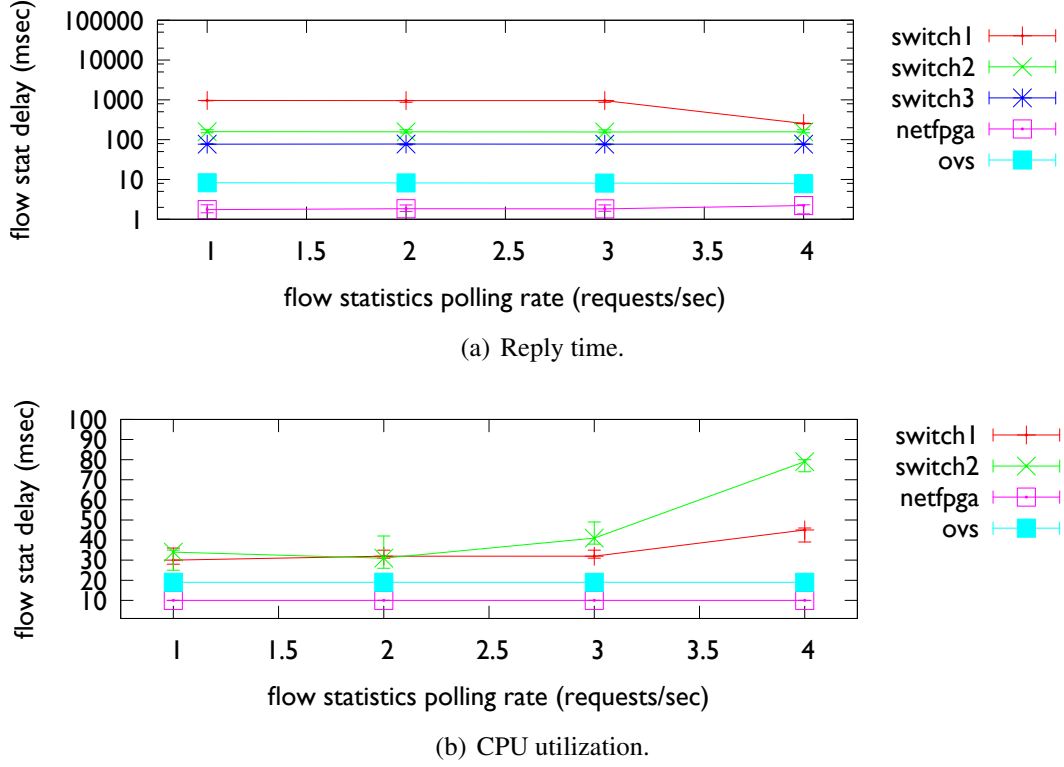 100000
10000
1000
100
10
1
flow stat delay (msec)
1 1.5 2 2.5 3 3.5 4
flow statistics polling rate (requests/sec)
switch1
switch2
switch3
netfpga
ovs
(a) Reply time.
100
90
80
70
60
50
40
30
20
10
flow stat delay (msec)
1 1.5 2 2.5 3 3.5 4
flow statistics polling rate (requests/sec)
switch1
switch2
netfpga
ovs
(b) CPU utilization.